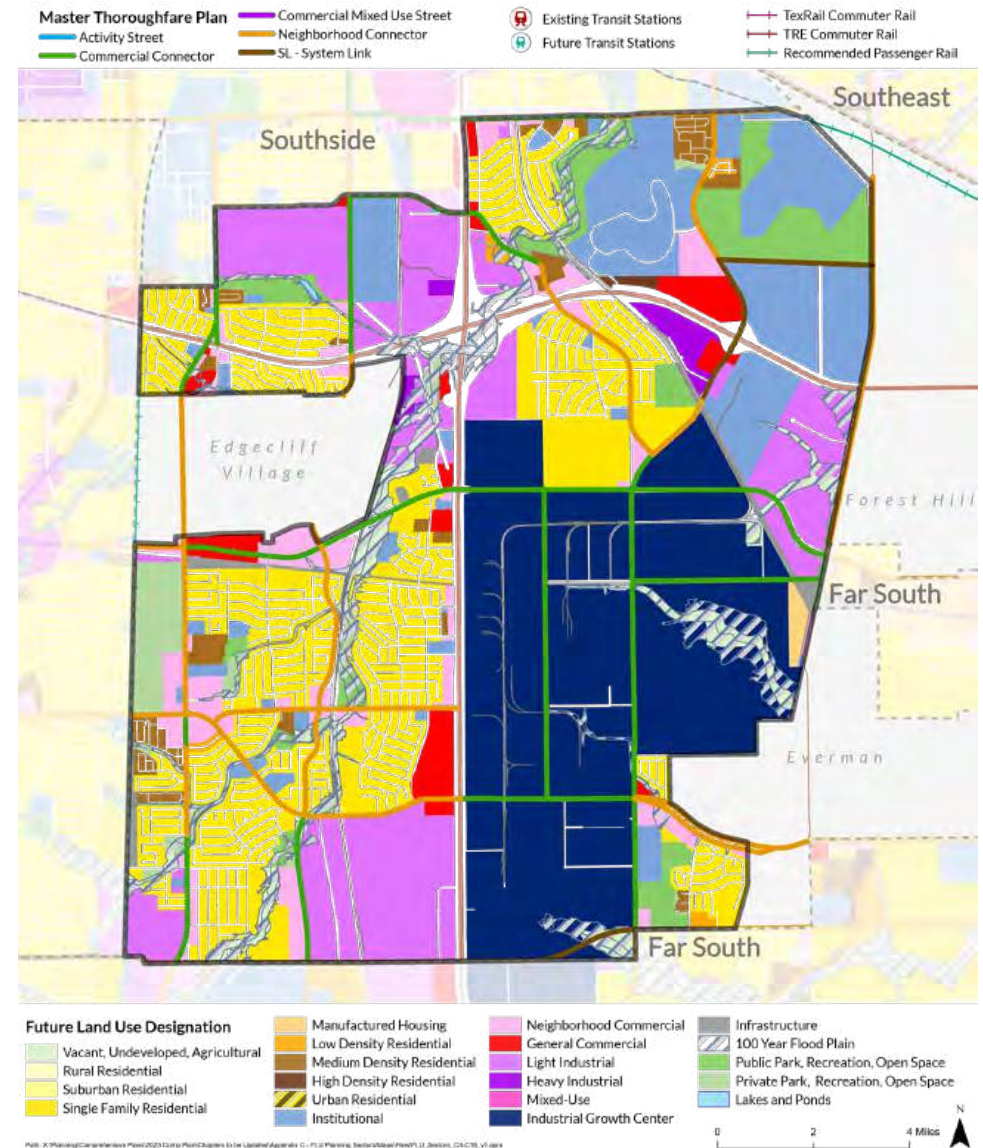 Master Thoroughfare Plan
Activity Street
Commercial Connector
Commercial Mixed Use Street
Neighborhood Connector
SL - System Link
Existing Transit Stations
Future Transit Stations
TexRail Commuter Rail
TRE Commuter Rail
Recommended Passenger Rail
Southeast
Southside
Edgecliff
Village
Forest Hill
Far South
Everman
Far South
Future Land Use Designation
Vacant, Undeveloped, Agricultural
Rural Residential
Suburban Residential
Single Family Residential
Manufactured Housing
Low Density Residential
Medium Density Residential
High Density Residential
Urban Residential
Institutional
Neighborhood Commercial
General Commercial
Light Industrial
Heavy Industrial
Mixed-Use
Industrial Growth Center
Infrastructure
100 Year Flood Plain
Public Park, Recreation, Open Space
Private Park, Recreation, Open Space
Lakes and Ponds
N
0 2 4 Miles